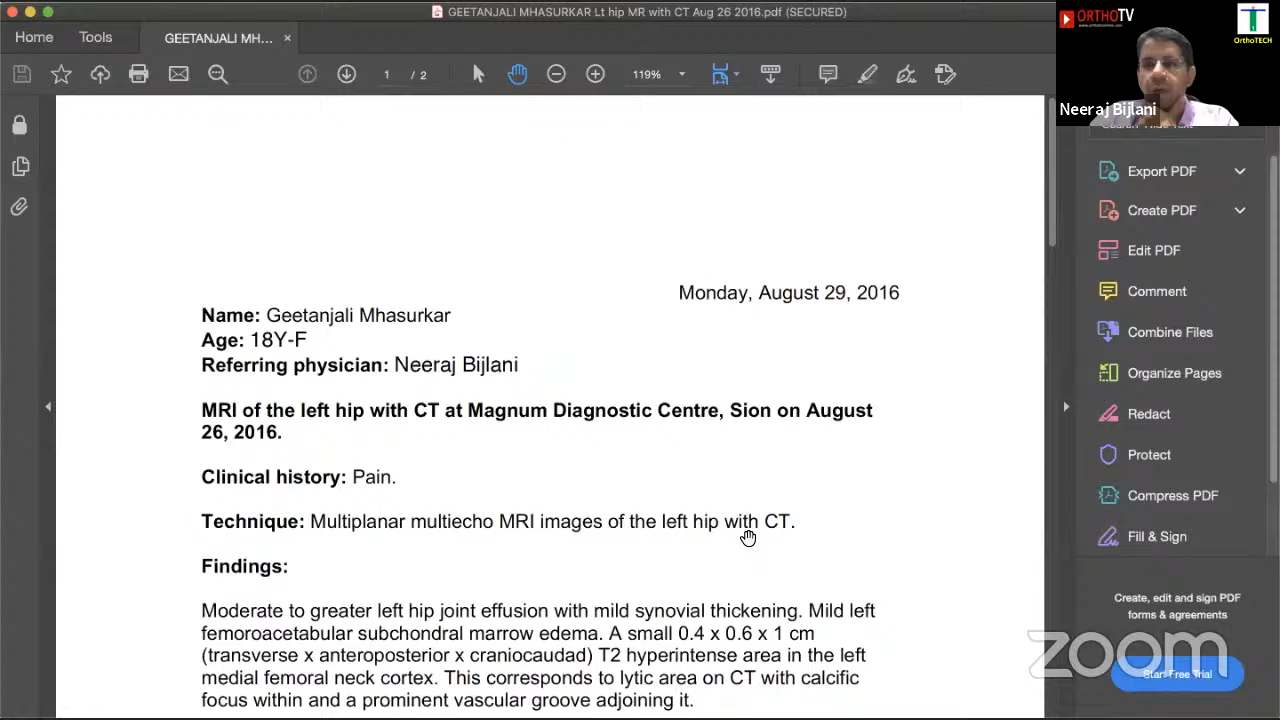 GEETANJALI MHASURKAR Lt hip MR with CT Aug 26 2016.pdf (SECURED)
Home
Tools
GEETANJALI MH...
×
1 / 2
119%
ORTHOTV
OrthoTECH
Neeraj Bijlani
Export PDF
Create PDF
Edit PDF
Comment
Combine Files
Organize Pages
Redact
Protect
Compress PDF
Fill & Sign
Create, edit and sign PDF
forms & agreements
Start Free Trial
zoom
Monday, August 29, 2016
Name: Geetanjali Mhasurkar
Age: 18Y-F
Referring physician: Neeraj Bijlani
MRI of the left hip with CT at Magnum Diagnostic Centre, Sion on August
26, 2016.
Clinical history: Pain.
Technique: Multiplanar multiecho MRI images of the left hip with CT.
Findings:
Moderate to greater left hip joint effusion with mild synovial thickening. Mild left
femoroacetabular subchondral marrow edema. A small 0.4 x 0.6 x 1 cm
(transverse x anteroposterior x craniocaudad) T2 hyperintense area in the left
medial femoral neck cortex. This corresponds to lytic area on CT with calcific
focus within and a prominent vascular groove adjoining it.